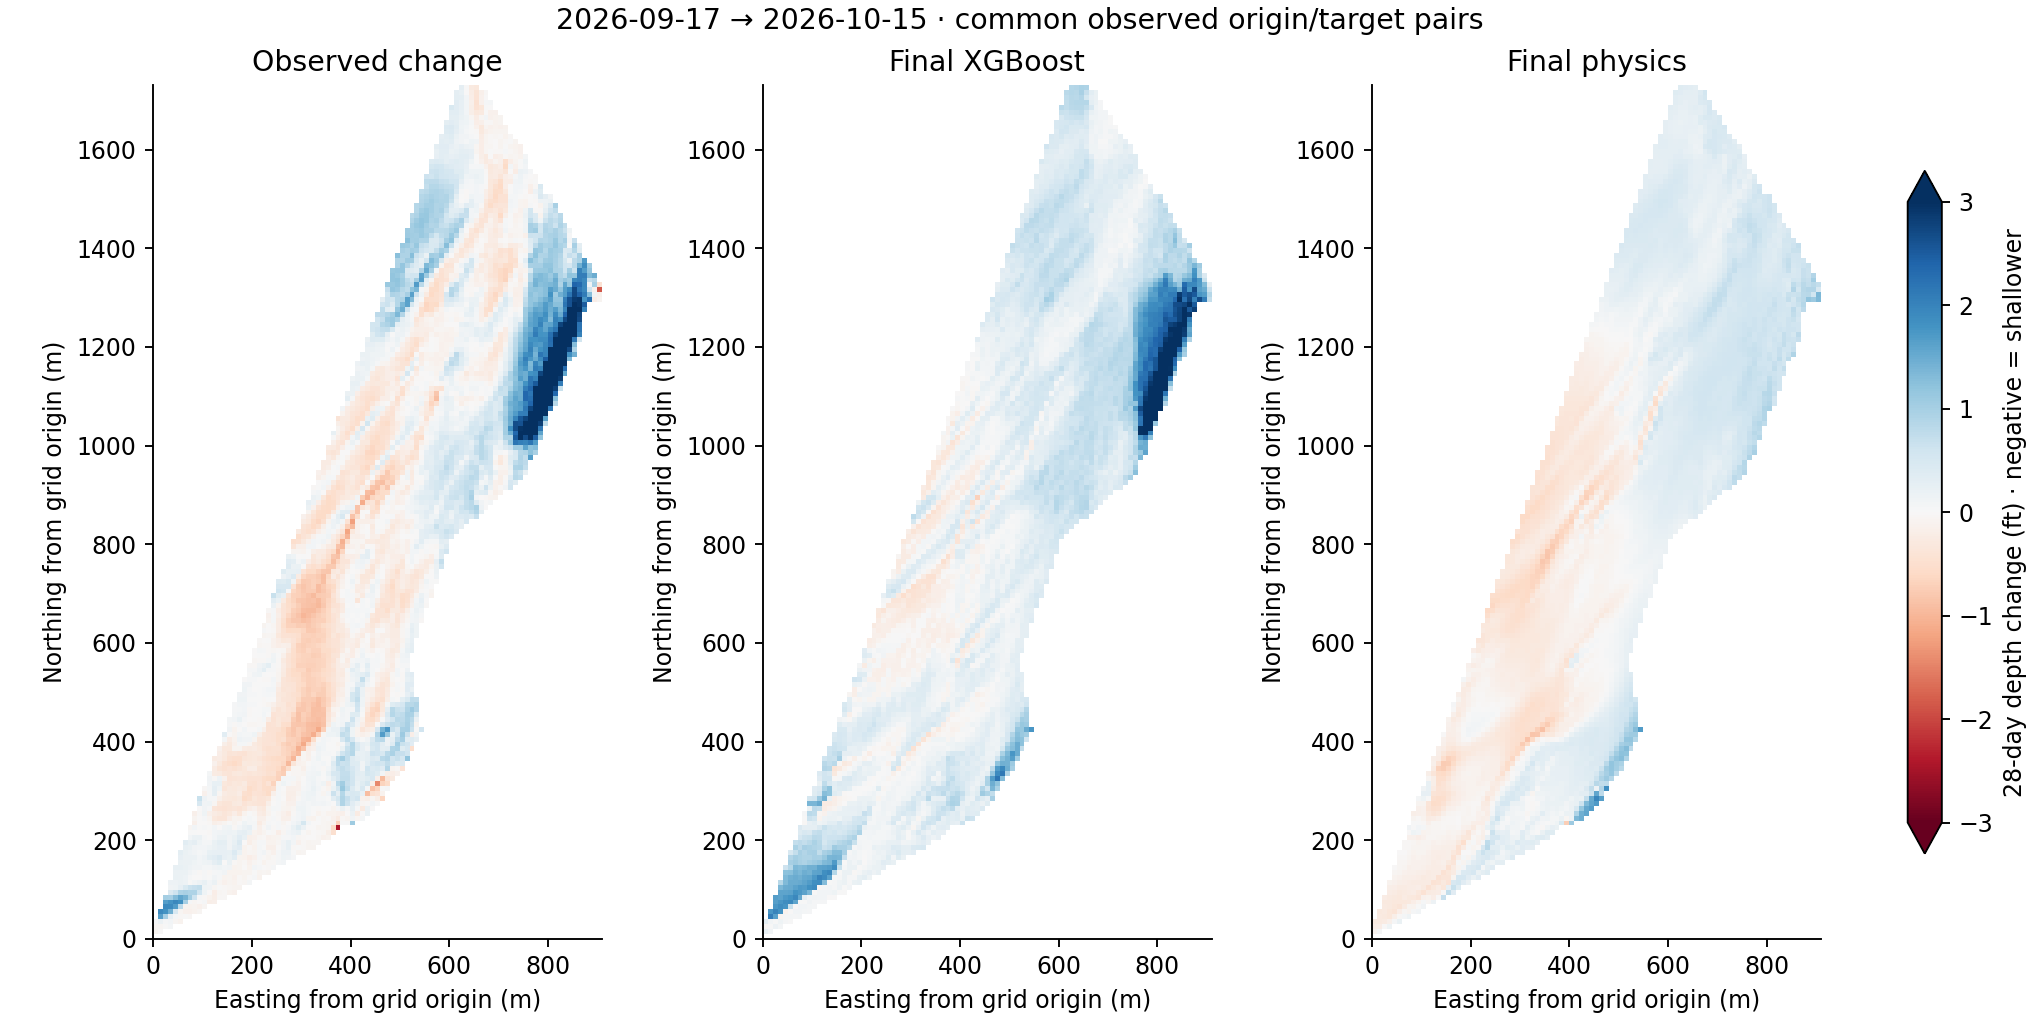 2026-09-17 → 2026-10-15 · common observed origin/target pairs
Observed change
Final XGBoost
Final physics
Northing from grid origin (m)
1600
1400
1200
1000
800
600
400
200
0
0 200 400 600 800
Easting from grid origin (m)
Northing from grid origin (m)
1600
1400
1200
1000
800
600
400
200
0
0 200 400 600 800
Easting from grid origin (m)
Northing from grid origin (m)
1600
1400
1200
1000
800
600
400
200
0
0 200 400 600 800
Easting from grid origin (m)
3
2
1
0
−1
−2
−3
28-day depth change (ft) · negative = shallower